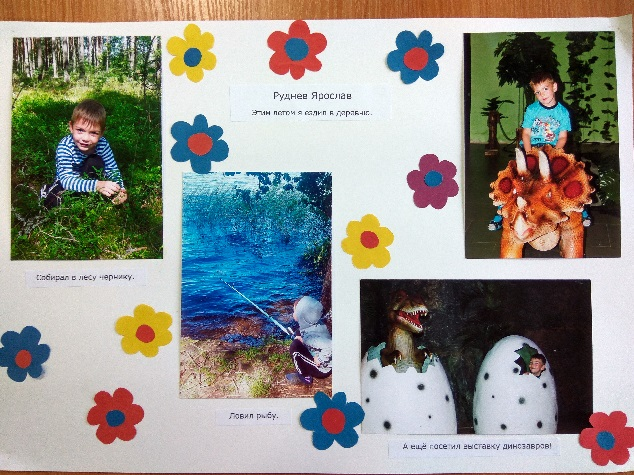 Руднев Ярослав
Этим летом я ездил в деревню.
Собирал в лесу чернику.
Ловил рыбу.
А ещё посетил выставку динозавров!